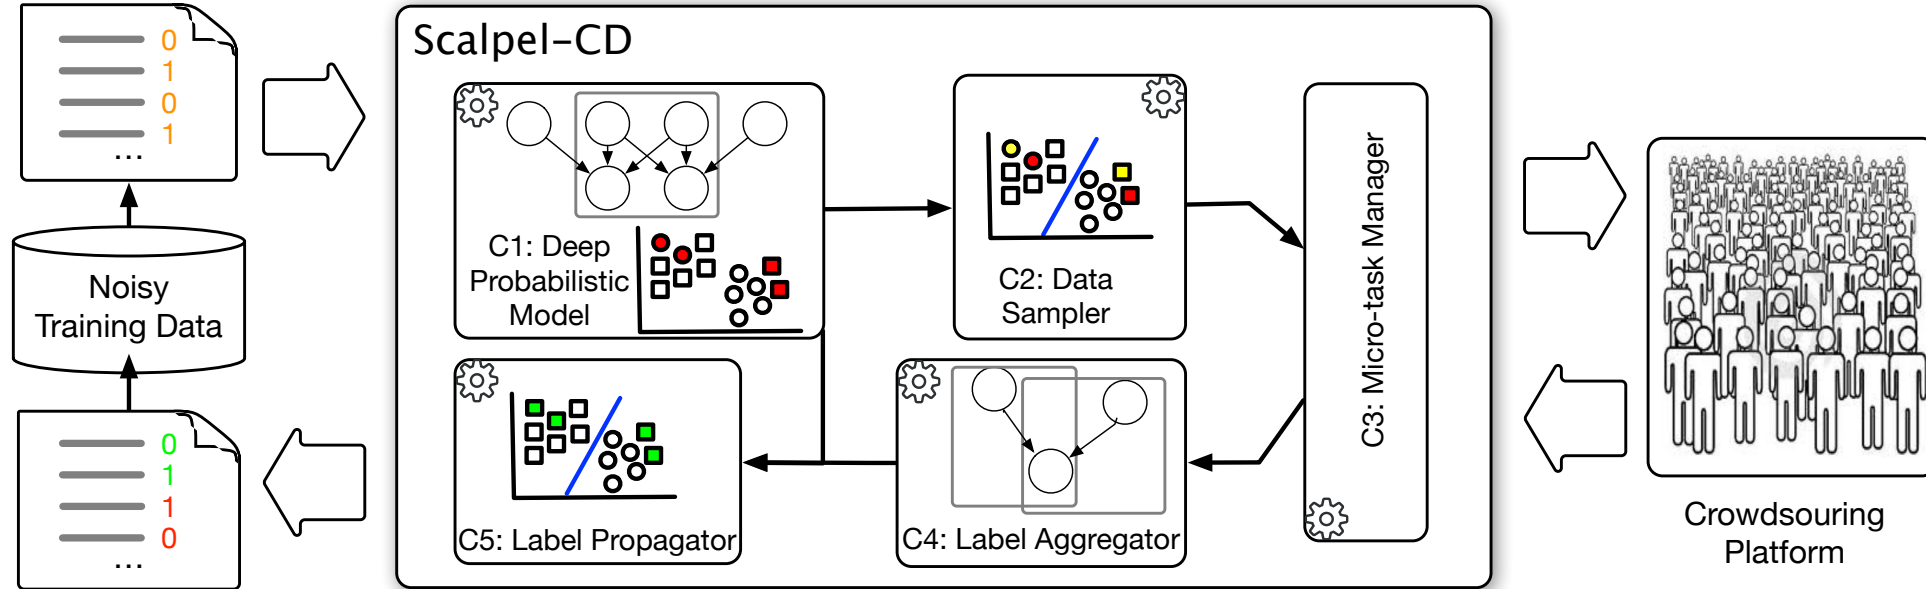 0
1
0
1
...
Noisy
Training Data
0
1
1
0
...
Scalpel-CD
C1: Deep
Probabilistic
Model
C2: Data
Sampler
C3: Micro-task Manager
C5: Label Propagator
C4: Label Aggregator
Crowdsouring
Platform